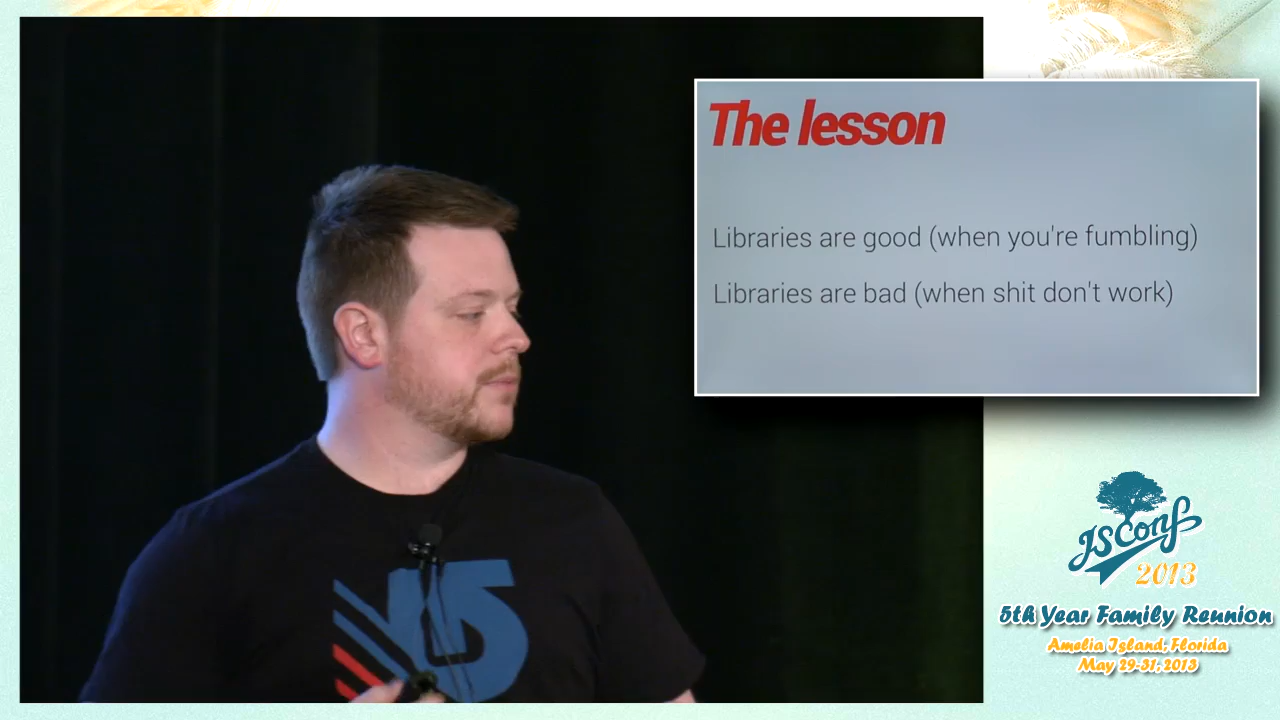 The lesson
Libraries are good (when you're fumbling)
Libraries are bad (when shit don't work)
15
JSConf
2013
5th Year Family Reunion
Amelia Island, Florida
May 29-31, 2013